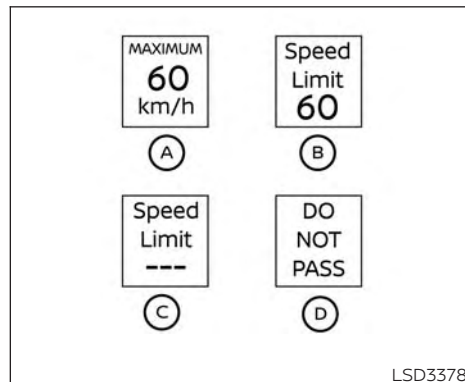 MAXIMUM
60
km/h
A
Speed
Limit
60
B
Speed
Limit
---
C
DO
NOT
PASS
D
LSD3378